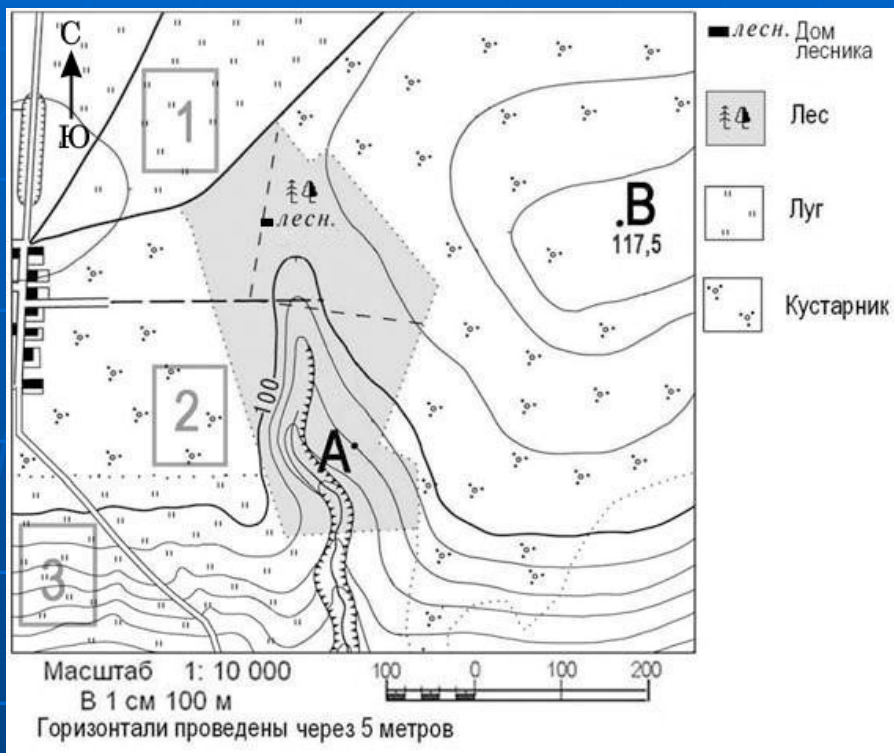 С
Ю
1
лесн.
В
117,5
100
2
А
3
лесн. Дом
лесника
Лес
Луг
Кустарник
Масштаб 1: 10 000
В 1 см 100 м
100 0 100 200
Горизонтали проведены через 5 метров